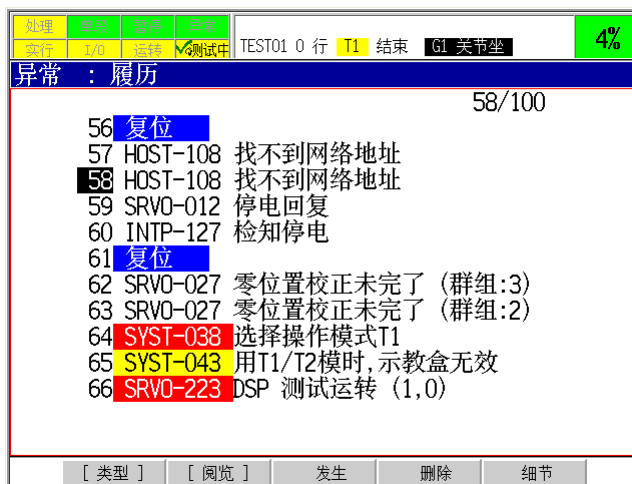 处理 单段 暂停 异常
实行 I/O 运转 测试中 TEST01 0 行 T1 结束 G1 关节坐 4%
异常 : 履历
58/100
56 复位
57 HOST-108 找不到网络地址
58 HOST-108 找不到网络地址
59 SRVO-012 停电回复
60 INTP-127 检知停电
61 复位
62 SRVO-027 零位置校正未完了 (群组:3)
63 SRVO-027 零位置校正未完了 (群组:2)
64 SYST-038 选择操作模式T1
65 SYST-043 用T1/T2模时,示教盒无效
66 SRVO-223 DSP 测试运转 (1,0)
[ 类型 ] [ 阅览 ] 发生 删除 细节